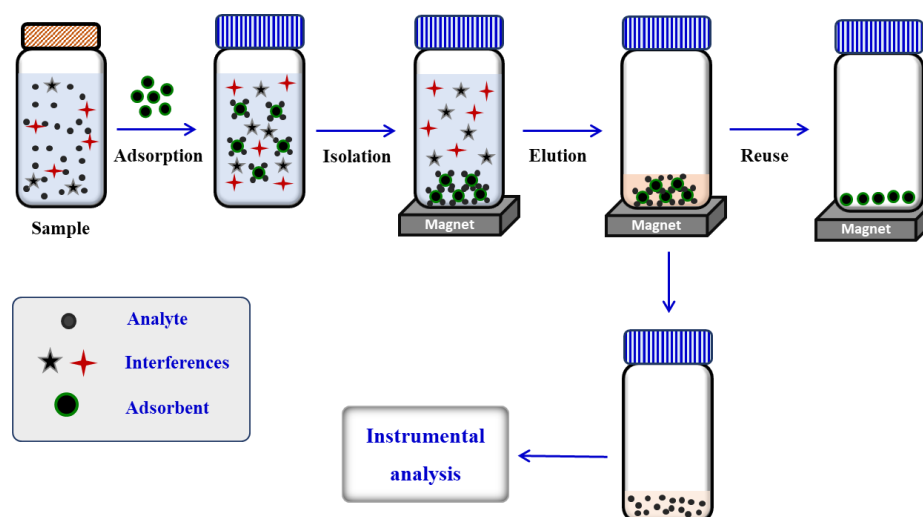 Adsorption
Isolation
Elution
Reuse
Sample
Magnet
Magnet
Magnet
Analyte
Interferences
Adsorbent
Instrumental
analysis